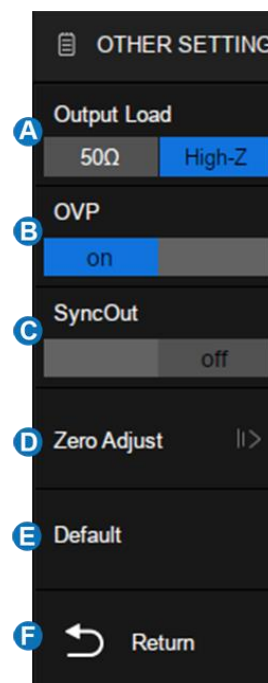 OTHER SETTING
A
Output Load
50Ω High-Z
B
OVP
on
C
SyncOut
off
D Zero Adjust
E Default
F Return